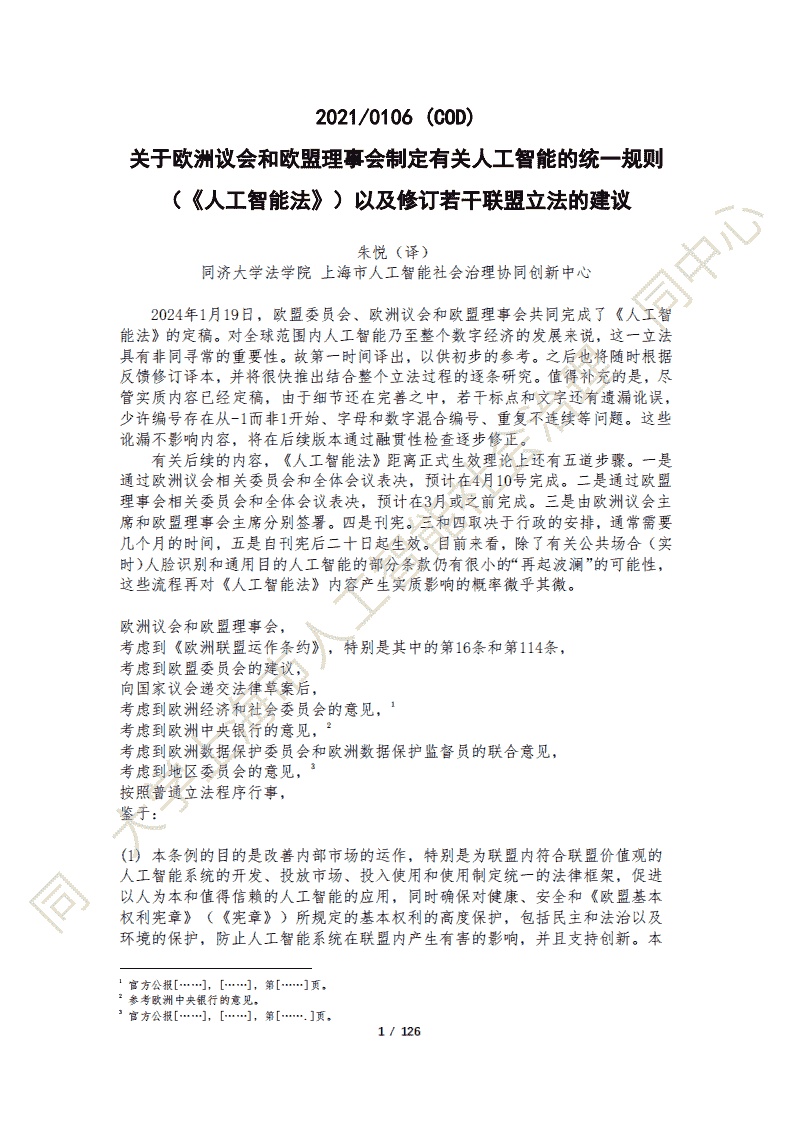 2021/0106 (COD)
关于欧洲议会和欧盟理事会制定有关人工智能的统一规则
（《人工智能法》）以及修订若干联盟立法的建议
朱悦（译）
同济大学法学院 上海市人工智能社会治理协同创新中心
2024年1月19日，欧盟委员会、欧洲议会和欧盟理事会共同完成了《人工智
能法》的定稿。对全球范围内人工智能乃至整个数字经济的发展来说，这一立法
具有非同寻常的重要性。故第一时间译出，以供初步的参考。之后也将随时根据
反馈修订译本，并将很快推出结合整个立法过程的逐条研究。值得补充的是，尽
管实质内容已经定稿，由于细节还在完善之中，若干标点和文字还有遗漏讹误，
少许编号存在从-1而非1开始、字母和数字混合编号、重复不连续等问题。这些
讹漏不影响内容，将在后续版本通过融贯性检查逐步修正。
有关后续的内容，《人工智能法》距离正式生效理论上还有五道步骤。一是
通过欧洲议会相关委员会和全体会议表决，预计在4月10号完成。二是通过欧盟
理事会相关委员会和全体会议表决，预计在3月或之前完成。三是由欧洲议会主
席和欧盟理事会主席分别签署。四是刊宪。三和四取决于行政的安排，通常需要
几个月的时间，五是自刊宪后二十日起生效。目前来看，除了有关公共场合（实
时）人脸识别和通用目的人工智能的部分条款仍有很小的“再起波澜”的可能性，
这些流程再对《人工智能法》内容产生实质影响的概率微乎其微。
欧洲议会和欧盟理事会，
考虑到《欧洲联盟运作条约》，特别是其中的第16条和第114条，
考虑到欧盟委员会的建议，
向国家议会递交法律草案后，
考虑到欧洲经济和社会委员会的意见，1
考虑到欧洲中央银行的意见，2
考虑到欧洲数据保护委员会和欧洲数据保护监督员的联合意见，
考虑到地区委员会的意见，3
按照普通立法程序行事，
鉴于：
(1) 本条例的目的是改善内部市场的运作，特别是为联盟内符合联盟价值观的
人工智能系统的开发、投放市场、投入使用和使用制定统一的法律框架，促进
以人为本和值得信赖的人工智能的应用，同时确保对健康、安全和《欧盟基本
权利宪章》（《宪章》）所规定的基本权利的高度保护，包括民主和法治以及
环境的保护，防止人工智能系统在联盟内产生有害的影响，并且支持创新。本
1 官方公报[……]，[……]，第[……]页。
2 参考欧洲中央银行的意见。
3 官方公报[……]，[……]，第[…….]页。
1 / 126
同 大学上海市人工智能社会治理 同中心